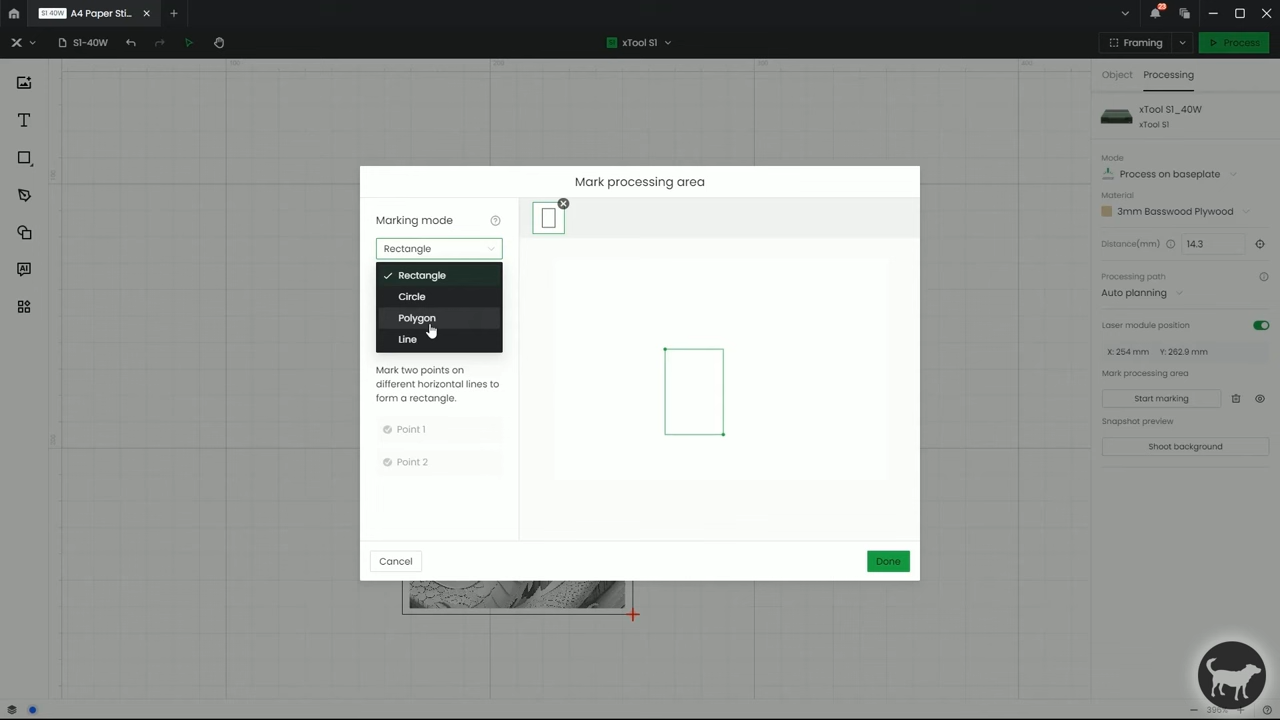 S1 40W A4 Paper Sti...
23
S1-40W
xTool S1
Framing
Process
Object
Processing
xTool S1_40W
xTool S1
Mode
Process on baseplate
Material
3mm Basswood Plywood
Distance(mm)
14.3
Processing path
Auto planning
Laser module position
X: 254 mm Y: 262.9 mm
Mark processing area
Start marking
Snapshot preview
Shoot background
Mark processing area
Marking mode
Rectangle
Rectangle
Circle
Polygon
Line
Mark two points on
different horizontal lines to
form a rectangle.
Point 1
Point 2
Cancel
Done
AI